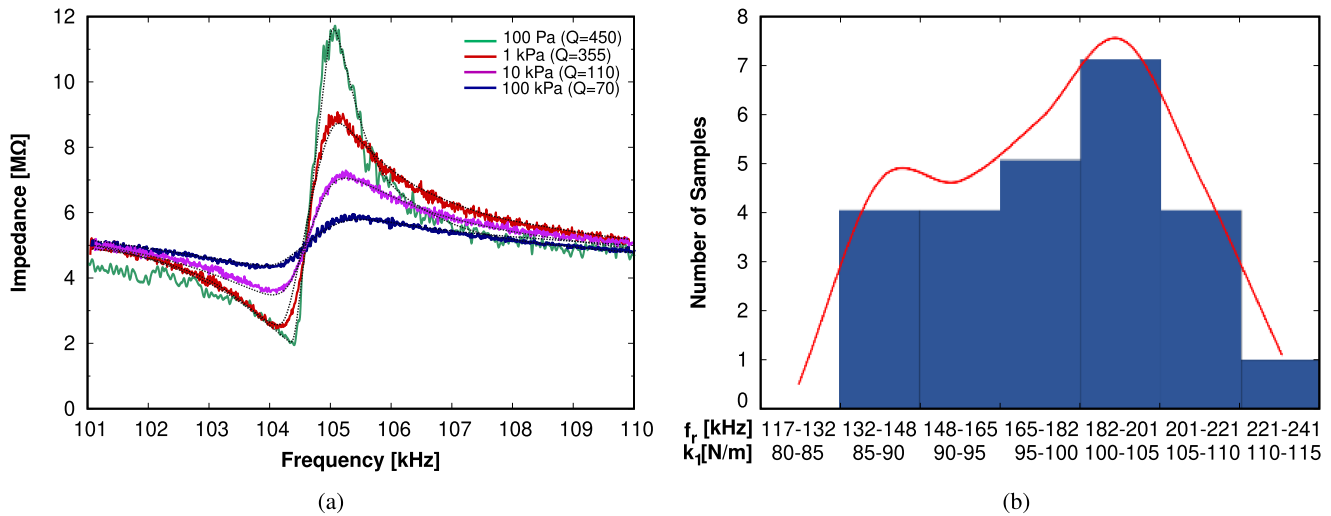 12
10
8
6
4
2
0
Impedance [MΩ]
100 Pa (Q=450)
1 kPa (Q=355)
10 kPa (Q=110)
100 kPa (Q=70)
101 102 103 104 105 106 107 108 109 110
Frequency [kHz]
(a)
8
7
6
5
4
3
2
1
0
Number of Samples
fr [kHz] 117-132 132-148 148-165 165-182 182-201 201-221 221-241
k1[N/m] 80-85 85-90 90-95 95-100 100-105 105-110 110-115
(b)